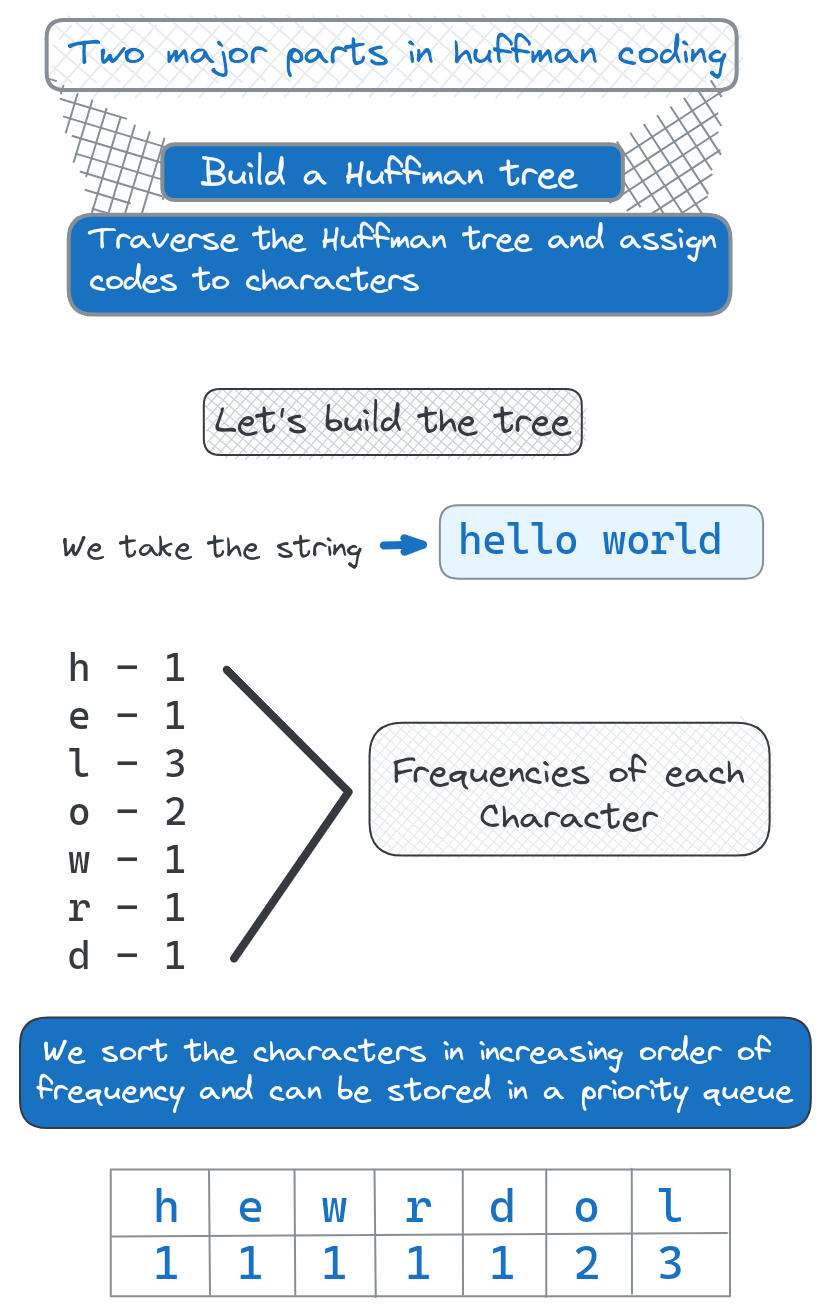 Two major parts in huffman coding
Build a Huffman tree
Traverse the Huffman tree and assign
codes to characters
Let's build the tree
We take the string
hello world
h - 1
e - 1
l - 3
o - 2
w - 1
r - 1
d - 1
Frequencies of each
Character
We sort the characters in increasing order of
frequency and can be stored in a priority queue
h e w r d o l
1 1 1 1 1 2 3